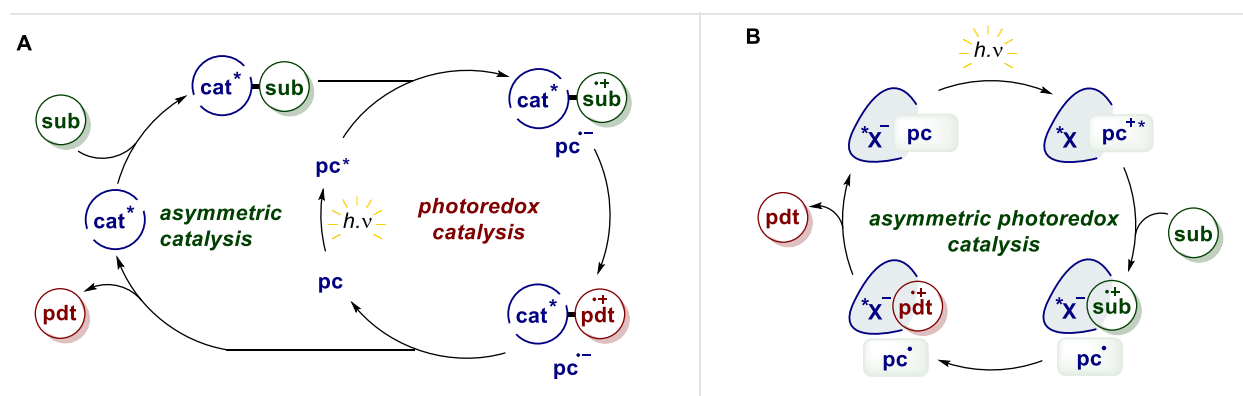 A
cat*
sub
sub
cat*
asymmetric
catalysis
pdt
pc*
h.ν
pc
photoredox
catalysis
cat*
•+
sub
pc•−
cat*
•+
pdt
pc•−
B
h.ν
*X− pc
*X pc+*
pdt
asymmetric photoredox
catalysis
sub
*X−
•+
pdt
pc•
*X−
•+
sub
pc•